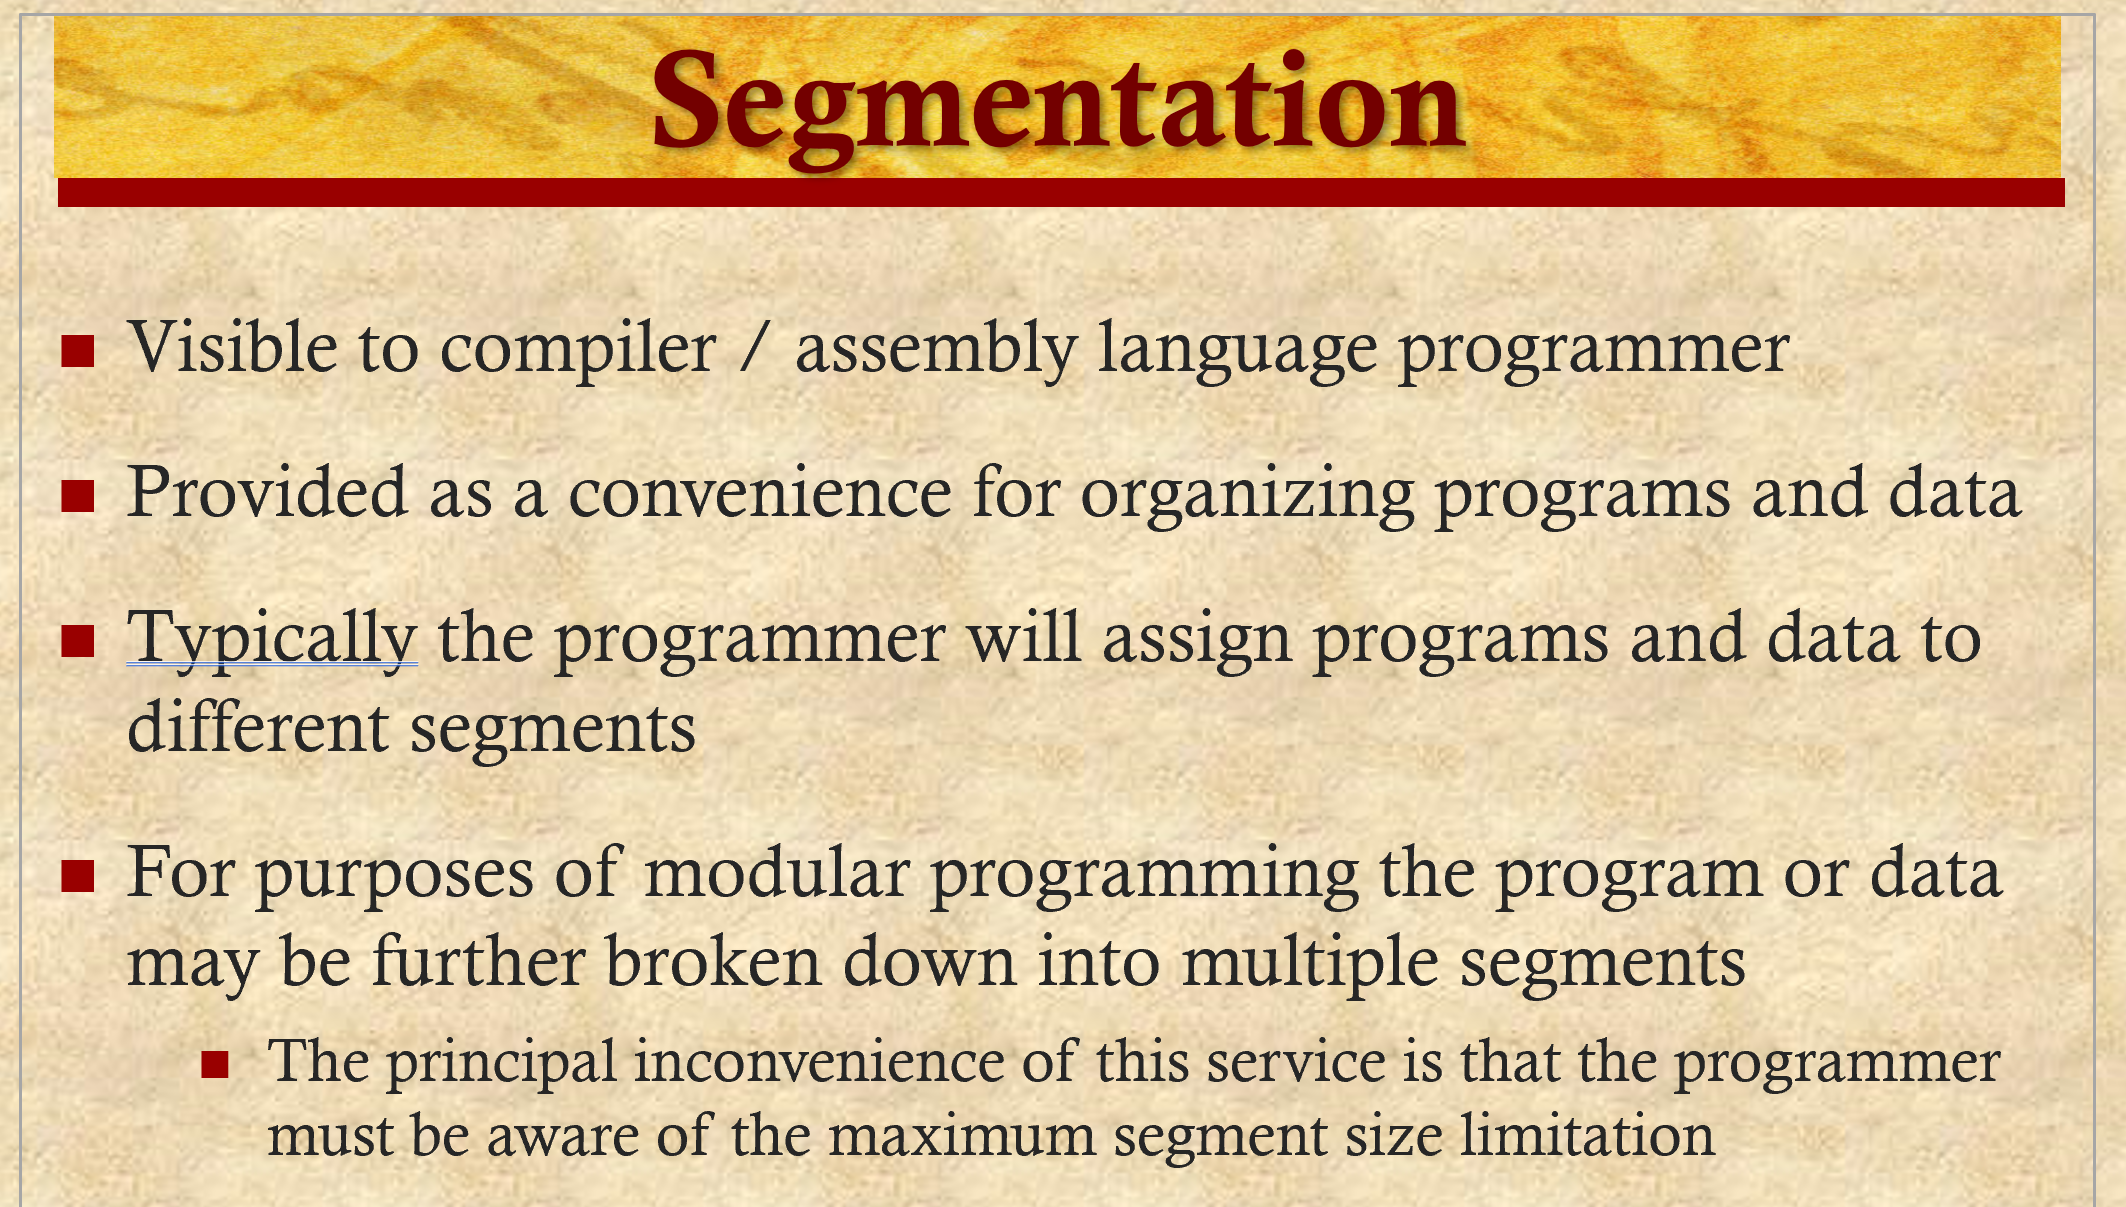 Segmentation
Visible to compiler / assembly language programmer
Provided as a convenience for organizing programs and data
Typically the programmer will assign programs and data to
different segments
For purposes of modular programming the program or data
may be further broken down into multiple segments
The principal inconvenience of this service is that the programmer
must be aware of the maximum segment size limitation